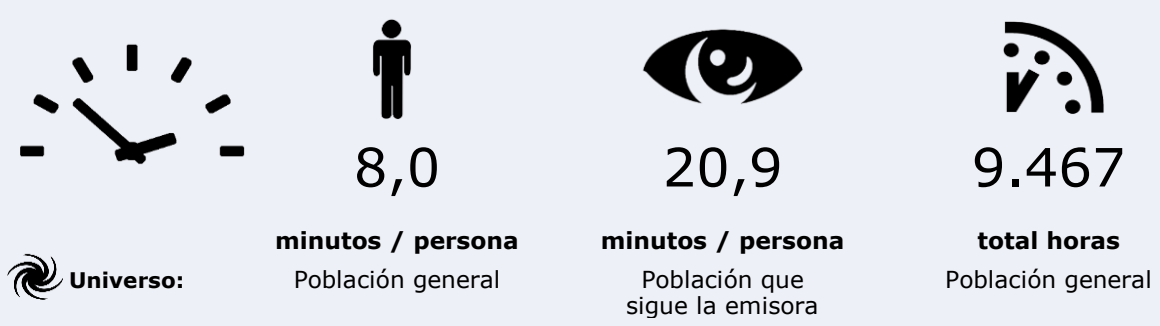 8,0
20,9
9.467
minutos / persona
minutos / persona
total horas
Universo:
Población general
Población que
sigue la emisora
Población general